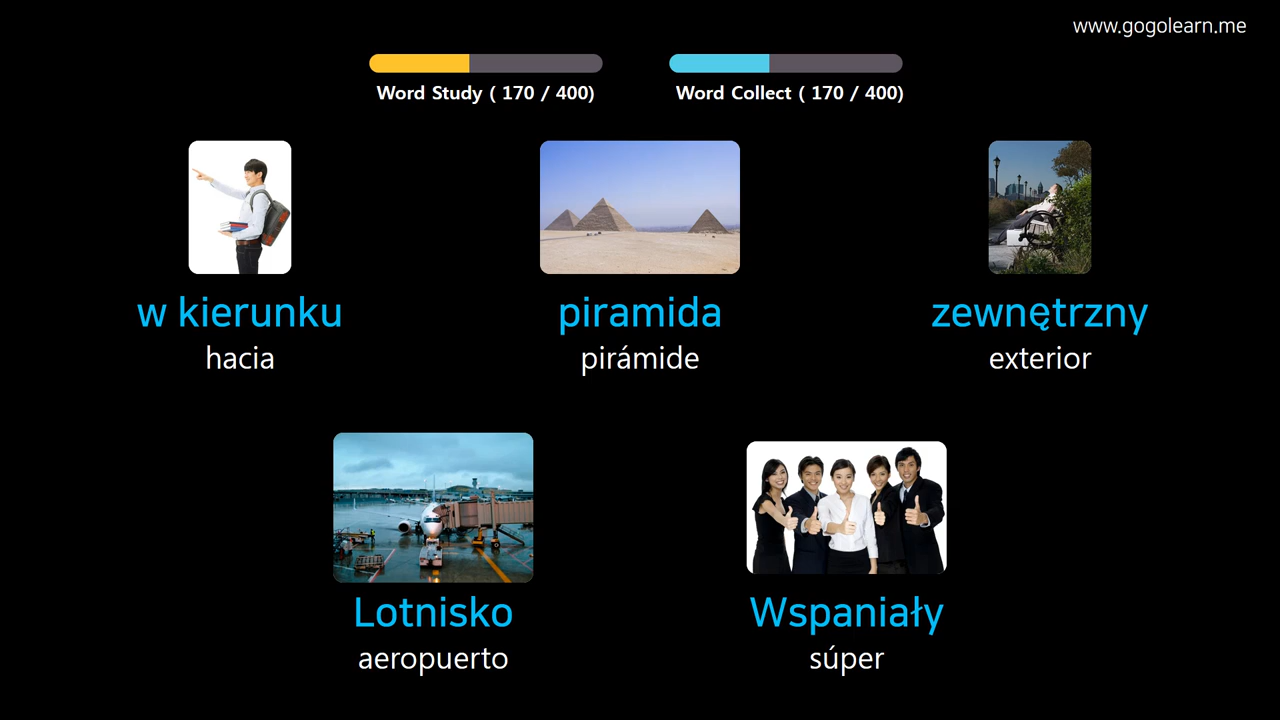 www.gogolearn.me
Word Study ( 170 / 400)
Word Collect ( 170 / 400)
w kierunku
hacia
piramida
pirámide
zewnętrzny
exterior
Lotnisko
aeropuerto
Wspaniały
súper